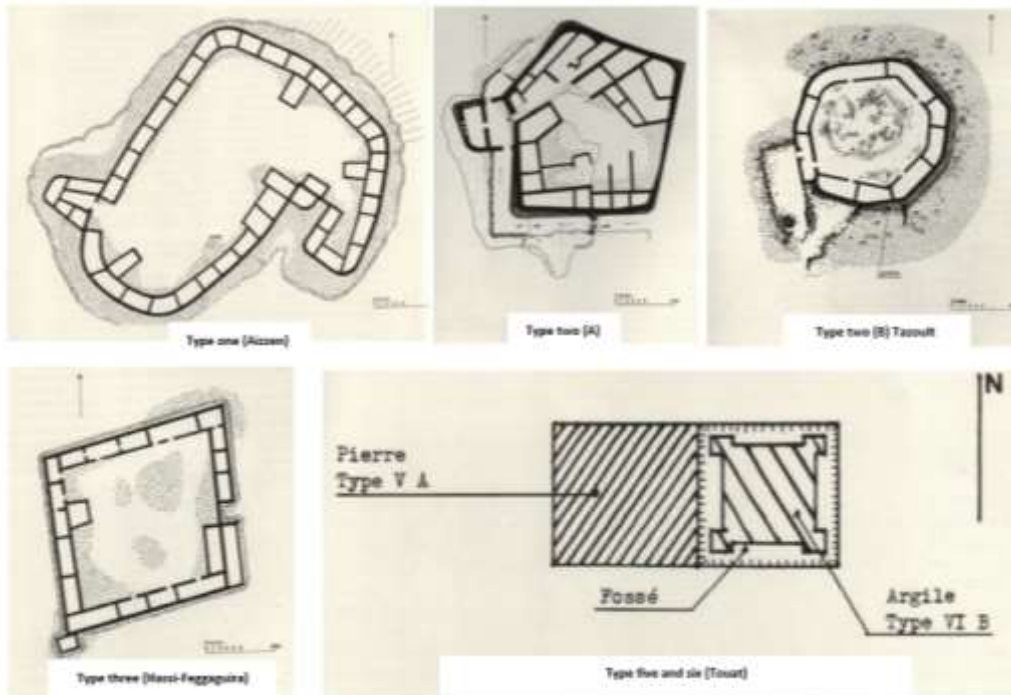 Type one (Aizzen)
Type two (A)
Type two (B) Tazoult
Type three (Hassi-Feggaguira)
N
Pierre
Type V A
Fossé
Argile
Type VI B
Type five and six (Touat)